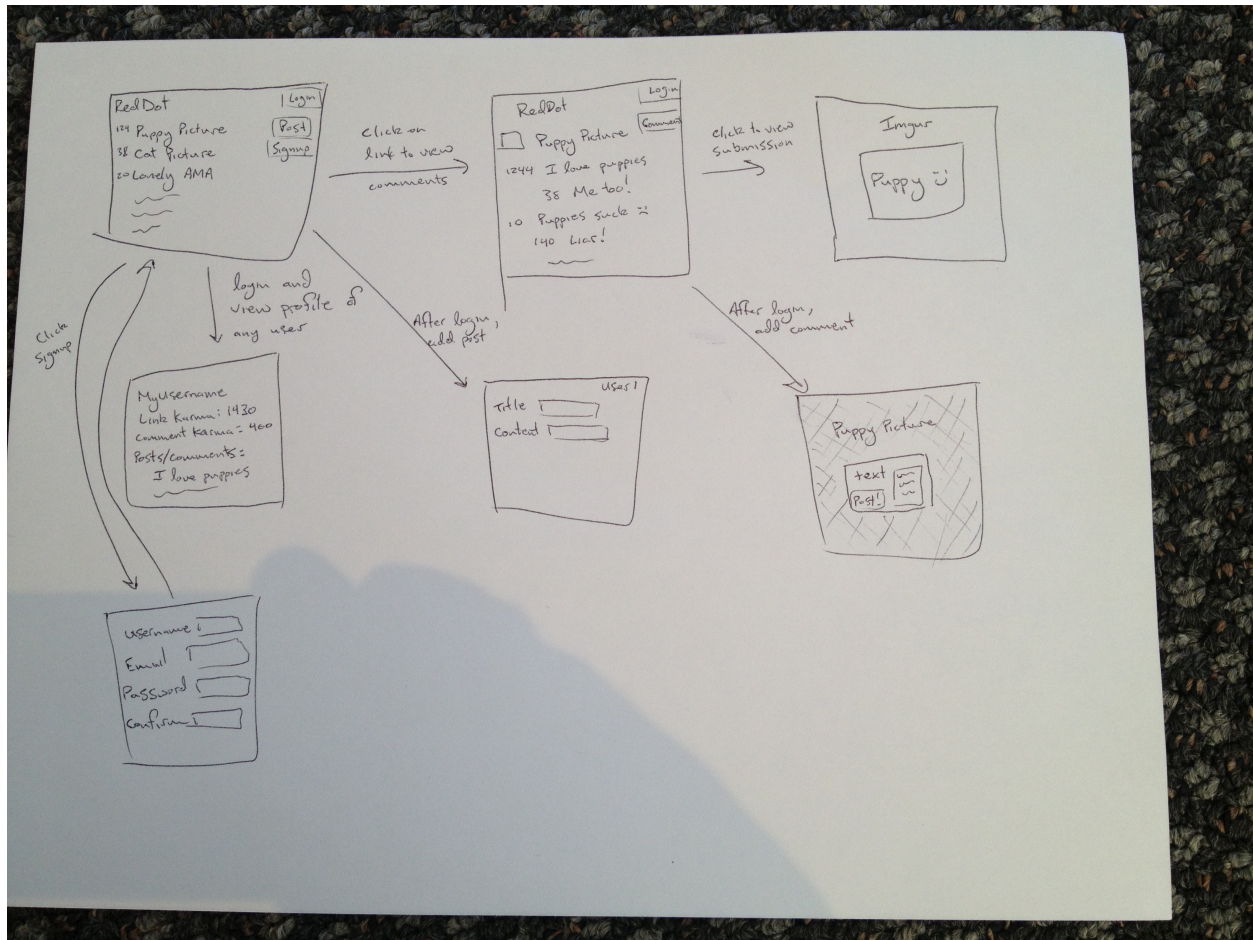 RedDot
Login
124 Puppy Picture
Post
38 Cat Picture
Signup
20 Lonely AMA
Click on
link to view
comments
RedDot
Login
Puppy Picture
Comment
1244 I love puppies
38 Me too!
10 Puppies suck
140 Liar!
click to view
submission
Imgur
Puppy
Click
Signup
login and
view profile of
any user
After login,
add post
After login,
add comment
MyUsername
Link Karma: 1430
Comment Karma: 400
Posts/comments:
I love puppies
User1
Title
Puppy Picture
text
Post!
Username
Email
Password
Confirm